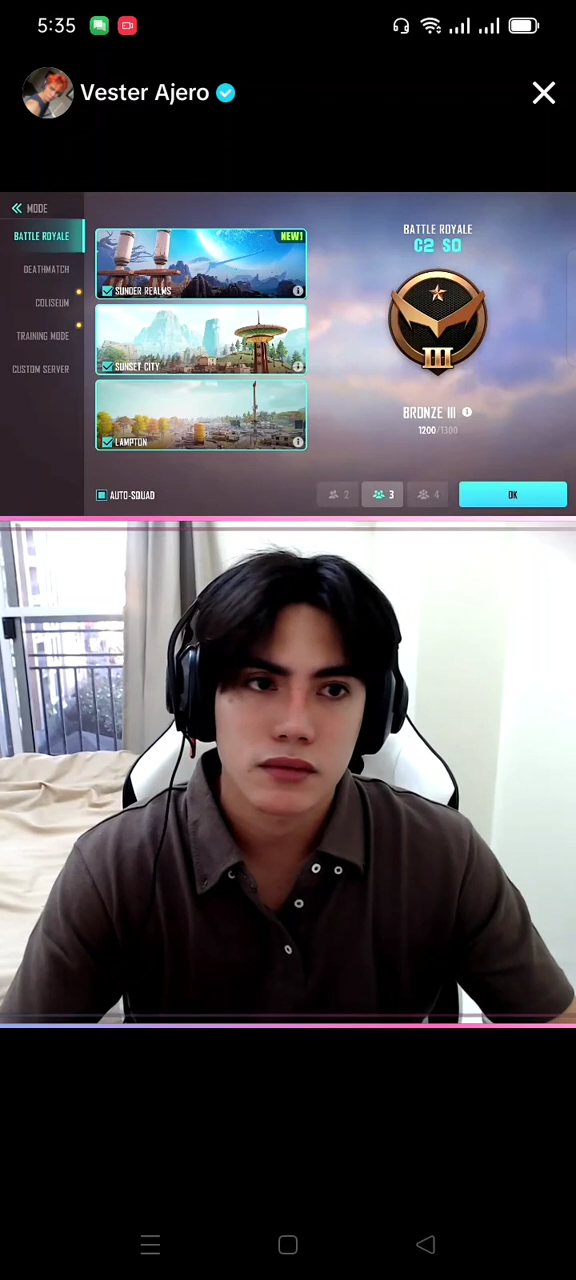 5:35
Vester Ajero
MODE
BATTLE ROYALE
DEATHMATCH
COLISEUM
TRAINING MODE
CUSTOM SERVER
NEW!
SUNDER REALMS
SUNSET CITY
LAMPTON
AUTO-SQUAD
BATTLE ROYALE
C2 S0
III
BRONZE III
1200/1300
2
3
4
OK